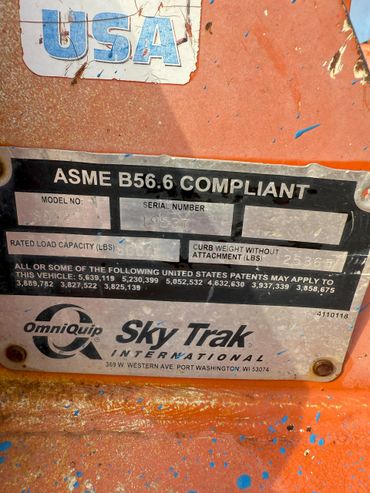 USA
ASME B56.6 COMPLIANT
MODEL NO: SERIAL NUMBER
RATED LOAD CAPACITY (LBS) CURB WEIGHT WITHOUT
ATTACHMENT (LBS)
ALL OR SOME OF THE FOLLOWING UNITED STATES PATENTS MAY APPLY TO
THIS VEHICLE: 5,639,119 5,230,399 5,052,532 4,632,630 3,937,339 3,858,675
3,889,782 3,827,522 3,825,139
4110118
OmniQuip Sky Trak
INTERNATIONAL
369 W. WESTERN AVE. PORT WASHINGTON, WI 53074